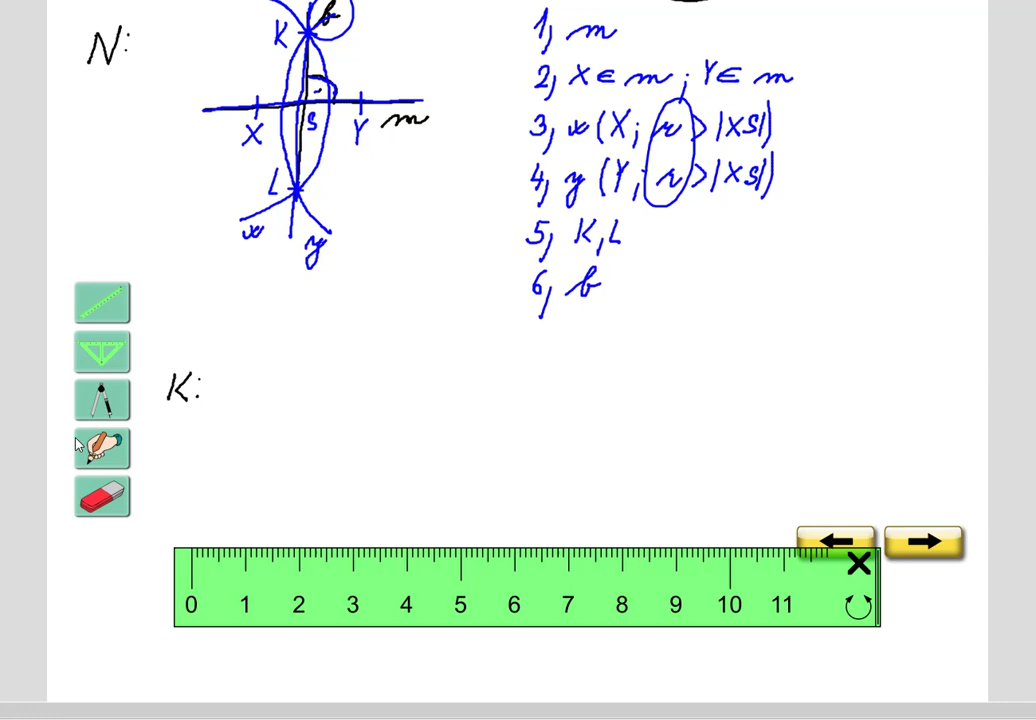 N:
b
K
S
X
Y
m
L
x
y
1, m
2, X ∈ m ; Y ∈ m
3, x (X; r > |XS|)
4, y (Y; r > |XS|)
5, K, L
6, b
K:
0 1 2 3 4 5 6 7 8 9 10 11